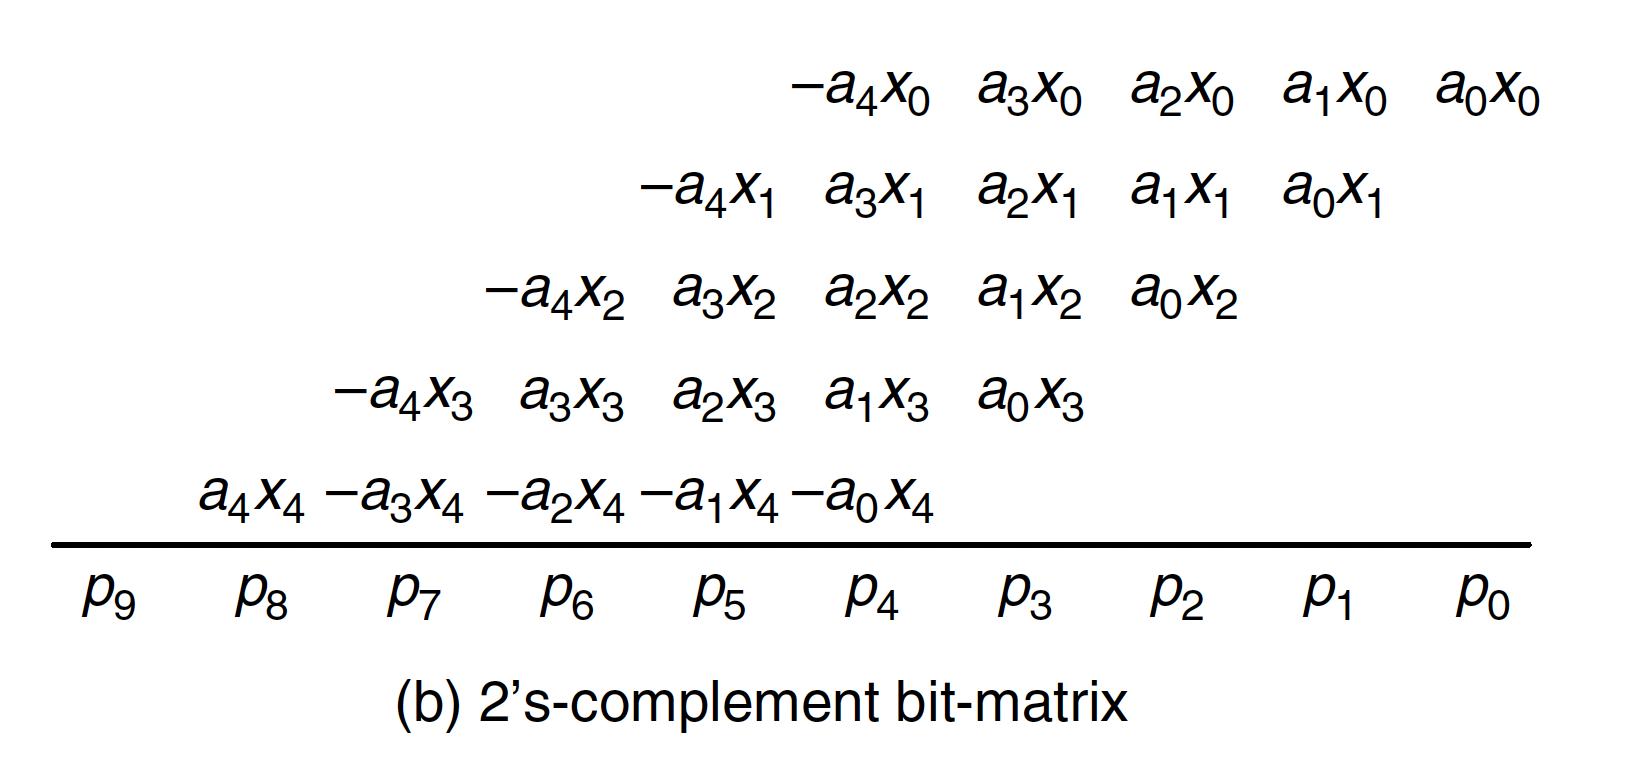 −a₄x₀ a₃x₀ a₂x₀ a₁x₀ a₀x₀
−a₄x₁ a₃x₁ a₂x₁ a₁x₁ a₀x₁
−a₄x₂ a₃x₂ a₂x₂ a₁x₂ a₀x₂
−a₄x₃ a₃x₃ a₂x₃ a₁x₃ a₀x₃
a₄x₄ −a₃x₄ −a₂x₄ −a₁x₄ −a₀x₄
p₉ p₈ p₇ p₆ p₅ p₄ p₃ p₂ p₁ p₀
(b) 2’s-complement bit-matrix